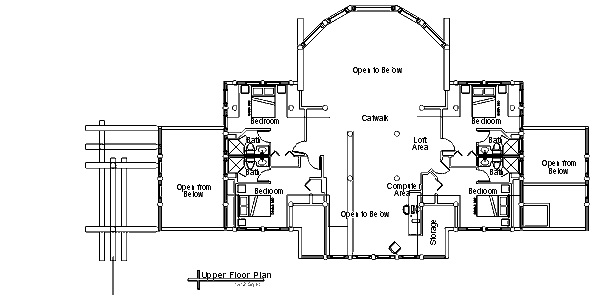 Open to Below
Bedroom
Catwalk
Bedroom
Bath
Loft
Area
Bath
Bath
Bath
Open from
Below
Open from
Below
Bedroom
Computer
Area
Bedroom
Open to Below
Storage
Upper Floor Plan